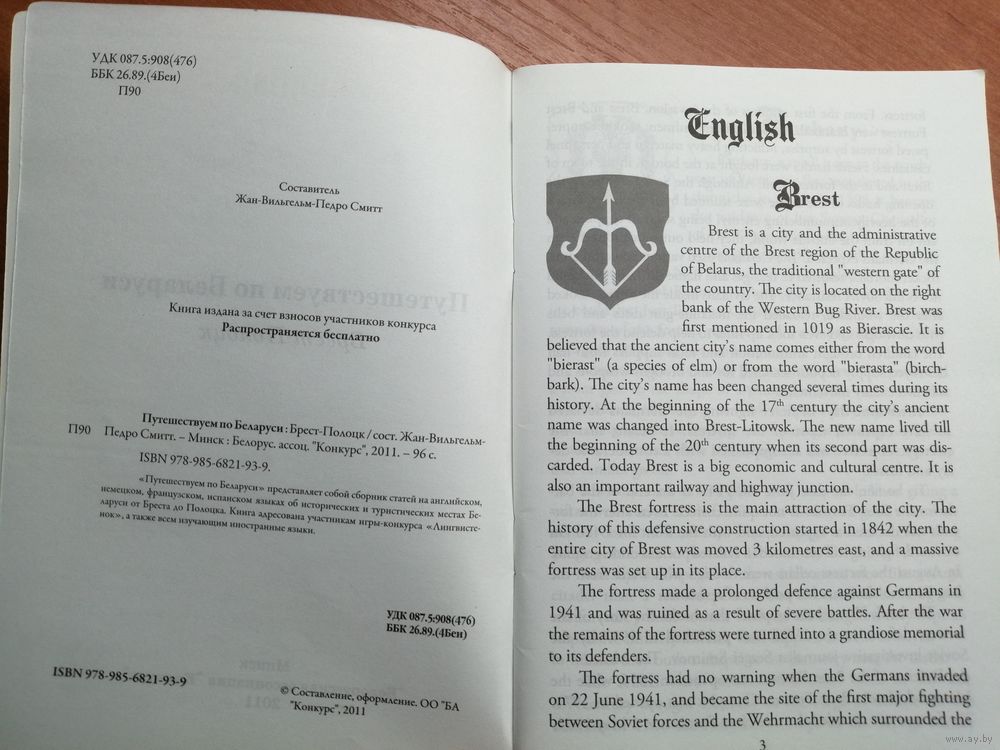 УДК 087.5:908(476)
ББК 26.89.(4Беи)
П90
Составитель
Жан-Вильгельм-Педро Смитт
Книга издана за счет взносов участников конкурса
Распространяется бесплатно
Путешествуем по Беларуси : Брест-Полоцк / сост. Жан-Вильгельм-
П90 Педро Смитт. – Минск : Белорус. ассоц. "Конкурс", 2011. – 96 с.
ISBN 978-985-6821-93-9.
«Путешествуем по Беларуси» представляет собой сборник статей на английском,
немецком, французском, испанском языках об исторических и туристических местах Бе-
ларуси от Бреста до Полоцка. Книга адресована участникам игры-конкурса «Лингвисте-
нок», а также всем изучающим иностранные языки.
УДК 087.5:908(476)
ББК 26.89.(4Беи)
ISBN 978-985-6821-93-9
© Составление, оформление. ОО "БА
"Конкурс", 2011
English
Brest
Brest is a city and the administrative
centre of the Brest region of the Republic
of Belarus, the traditional "western gate" of
the country. The city is located on the right
bank of the Western Bug River. Brest was
first mentioned in 1019 as Bierascie. It is
believed that the ancient city's name comes either from the word
"bierast" (a species of elm) or from the word "bierasta" (birch-
bark). The city's name has been changed several times during its
history. At the beginning of the 17th century the city's ancient
name was changed into Brest-Litowsk. The new name lived till
the beginning of the 20th century when its second part was dis-
carded. Today Brest is a big economic and cultural centre. It is
also an important railway and highway junction.
The Brest fortress is the main attraction of the city. The
history of this defensive construction started in 1842 when the
entire city of Brest was moved 3 kilometres east, and a massive
fortress was set up in its place.
The fortress made a prolonged defence against Germans in
1941 and was ruined as a result of severe battles. After the war
the remains of the fortress were turned into a grandiose memorial
to its defenders.
The fortress had no warning when the Germans invaded
on 22 June 1941, and became the site of the first major fighting
between Soviet forces and the Wehrmacht which surrounded the
3
www.ay.by